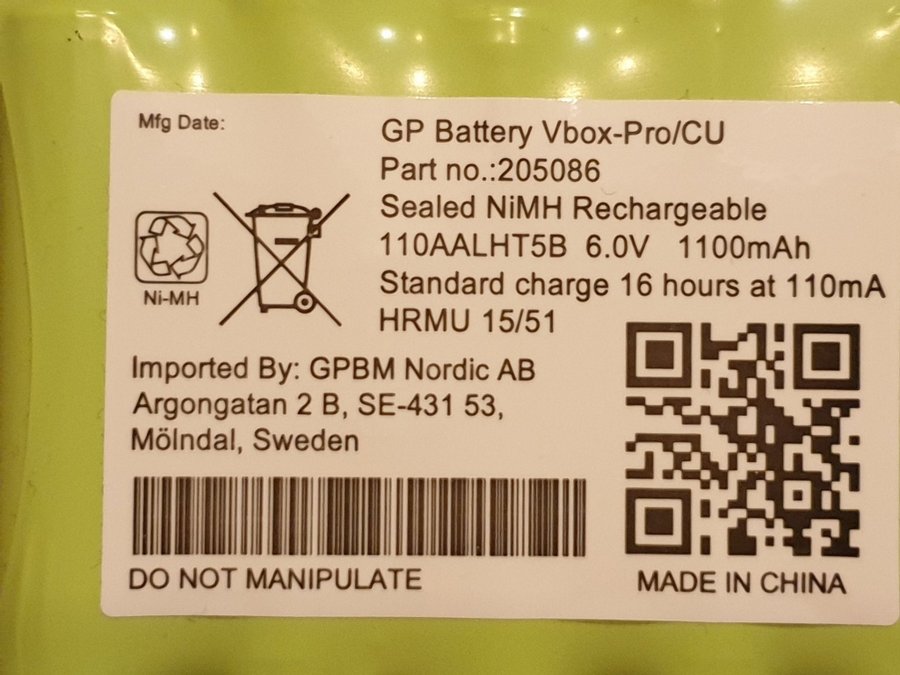 Mfg Date:
GP Battery Vbox-Pro/CU
Part no.:205086
Sealed NiMH Rechargeable
110AALHT5B 6.0V 1100mAh
Standard charge 16 hours at 110mA
HRMU 15/51
Ni-MH
Imported By: GPBM Nordic AB
Argongatan 2 B, SE-431 53,
Mölndal, Sweden
DO NOT MANIPULATE
MADE IN CHINA